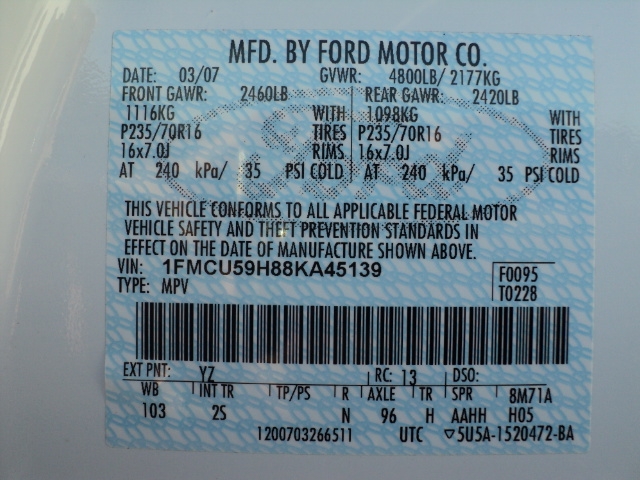 MFD. BY FORD MOTOR CO.
DATE: 03/07 GVWR: 4800LB/ 2177KG
FRONT GAWR: 2460LB REAR GAWR: 2420LB
1116KG WITH 1098KG WITH
P235/70R16 TIRES P235/70R16 TIRES
16x7.0J RIMS 16x7.0J RIMS
AT 240 kPa/ 35 PSI COLD AT 240 kPa/ 35 PSI COLD
THIS VEHICLE CONFORMS TO ALL APPLICABLE FEDERAL MOTOR
VEHICLE SAFETY AND THEFT PREVENTION STANDARDS IN
EFFECT ON THE DATE OF MANUFACTURE SHOWN ABOVE.
VIN: 1FMCU59H88KA45139 F0095
TYPE: MPV T0228
EXT PNT: YZ RC: 13 DSO:
WB INT TR TP/PS R AXLE TR SPR 8M71A
103 2S N 96 H AAHH H05
1200703266511 UTC ▽5U5A-1520472-BA
Ford